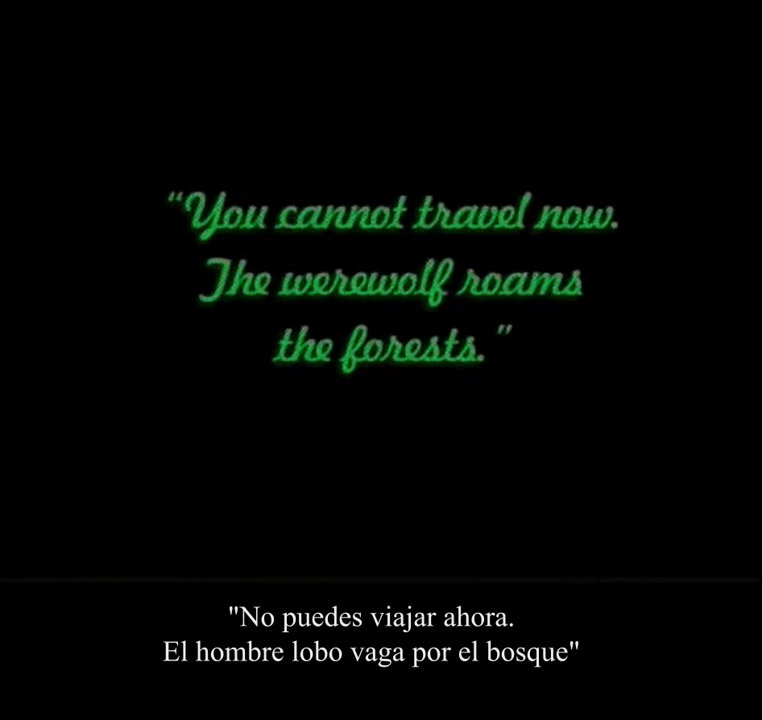 “You cannot travel now.
The werewolf roams
the forests.”
"No puedes viajar ahora.
El hombre lobo vaga por el bosque"